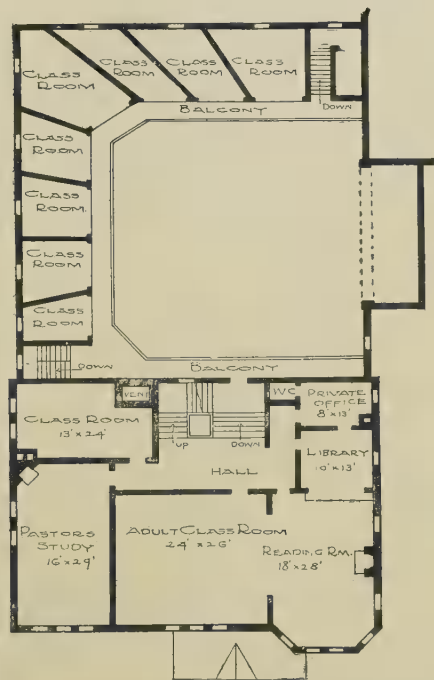 CLASS
ROOM
CLASS
ROOM
CLASS
ROOM
CLASS
ROOM
DOWN
BALCONY
CLASS
ROOM
CLASS
ROOM.
CLASS
ROOM
CLASS
ROOM
DOWN
BALCONY
VENT
W.C.
PRIVATE
OFFICE
8' x 13'
CLASS ROOM
13' x 24'
UP
DOWN
LIBRARY
10' x 13'
HALL
PASTORS
STUDY
16' x 29'
ADULT CLASS ROOM
24' x 26'
READING RM.
18' x 28'